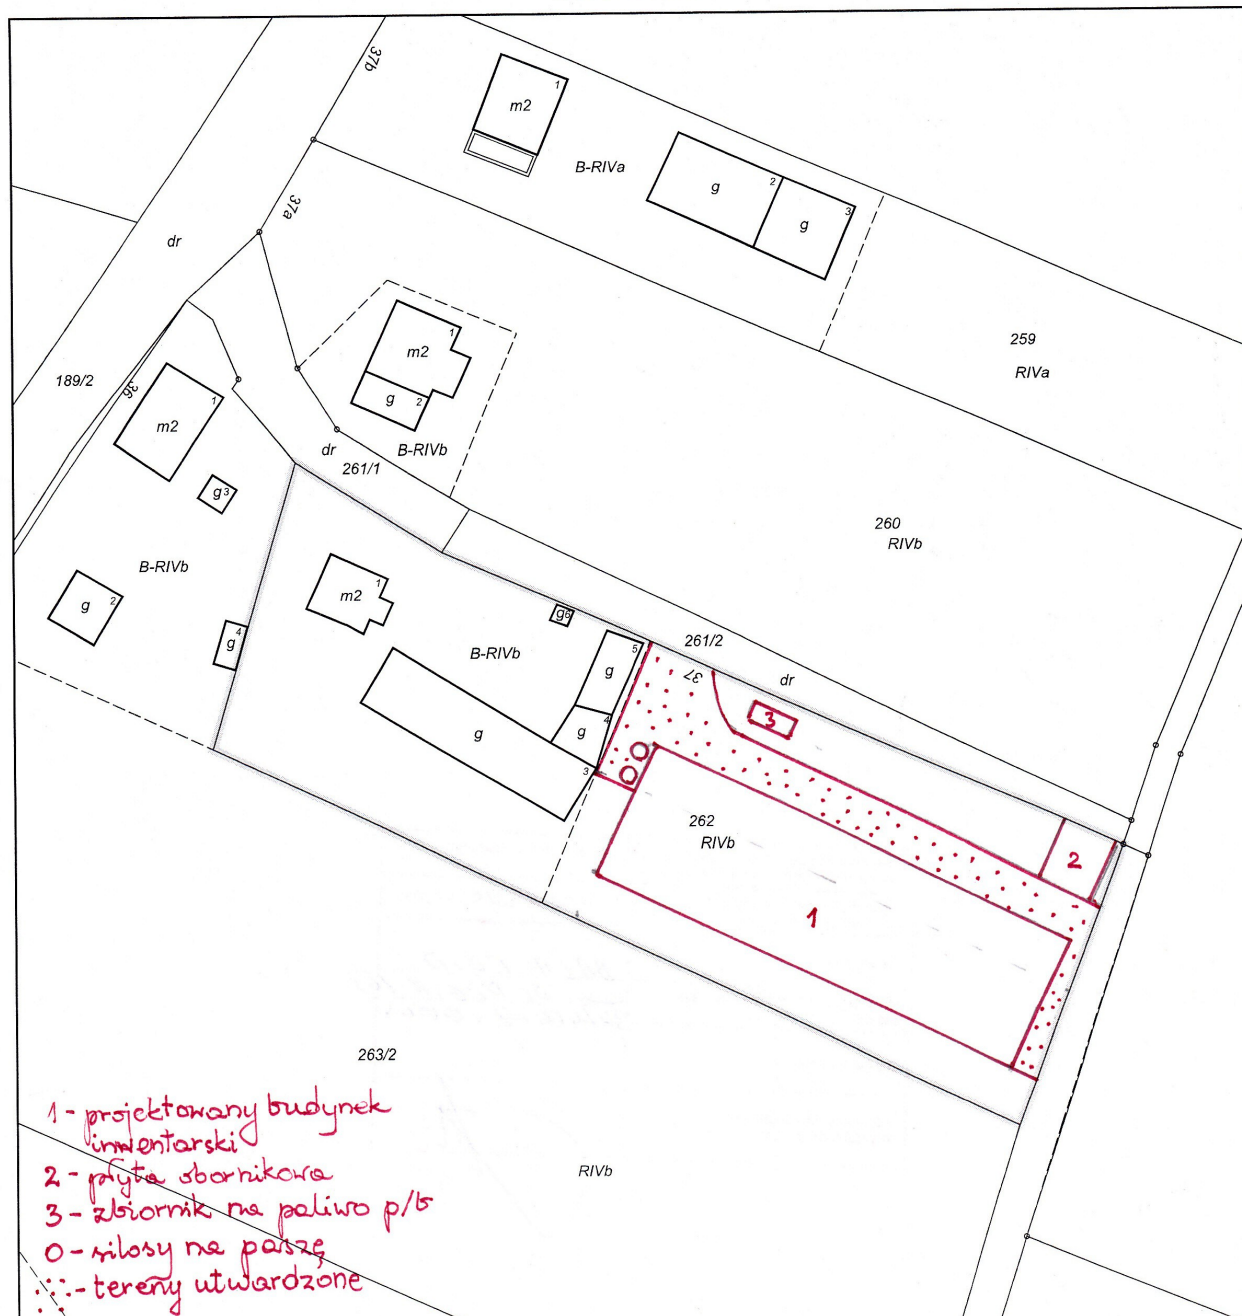 37b
1
m2
B-RIVa
2
g
3
g
37a
dr
259
RIVa
1
m2
g
2
B-RIVb
189/2
36
1
m2
dr
261/1
g3
260
RIVb
B-RIVb
g
2
4
g
1
m2
g6
B-RIVb
5
g
4
g
g
3
261/2
37
dr
3
262
RIVb
2
1
263/2
RIVb
1 - projektowany budynek
inwentarski
2 - płyta obornikowa
3 - zbiornik na paliwo p/b
O - silosy na paszę
- tereny utwardzone